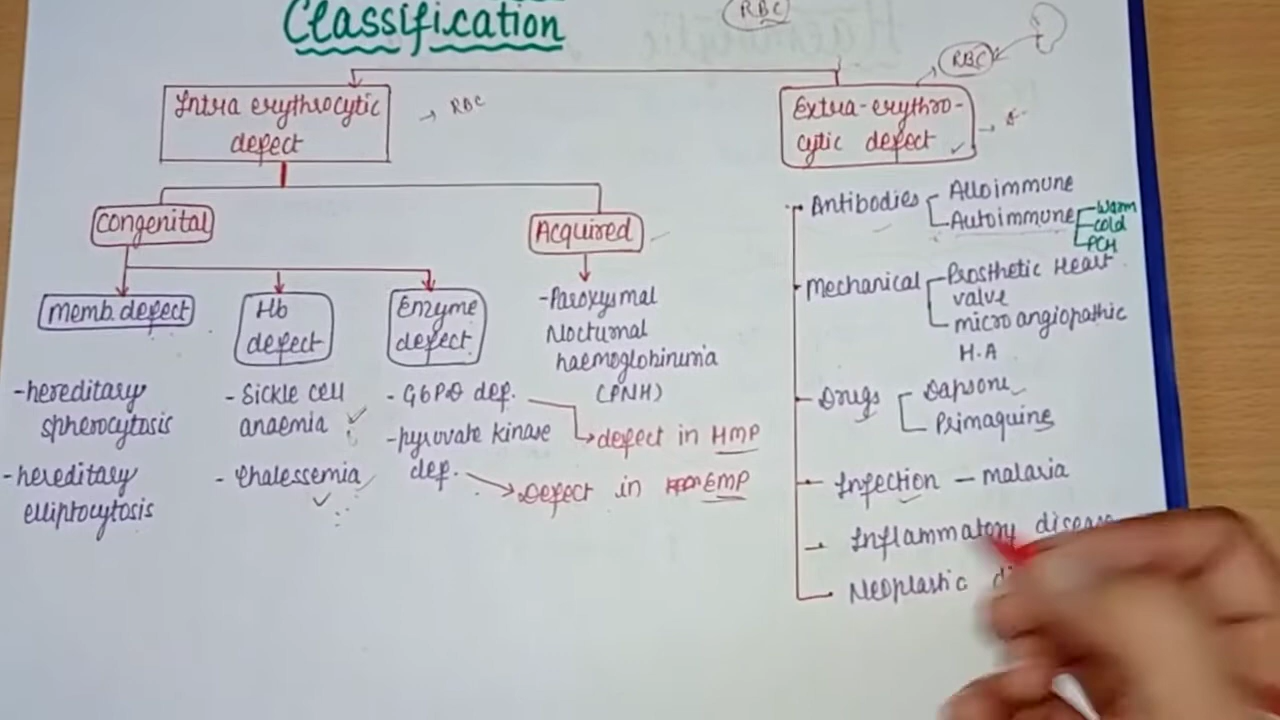 Classification
RBC
RBC
Intra erythrocytic
defect
→ RBC
Extra-erythro-
cytic defect
Congenital
Acquired
memb. defect
Hb
defect
Enzyme
defect
- hereditary
spherocytosis
- hereditary
elliptocytosis
- Sickle cell
anaemia
- Thalessemia
- G6PD def.
- pyruvate kinase
def.
- Paroxysmal
Nocturnal
haemoglobinuria
(PNH)
defect in HMP
Defect in EMP
Antibodies
Alloimmune
Autoimmune
Warm
cold
PCH
Mechanical
Prosthetic Heart
valve
micro angiopathic
H.A
Drugs
Dapsone
Primaquine
Infection - malaria
Inflammatory disease
Neoplastic